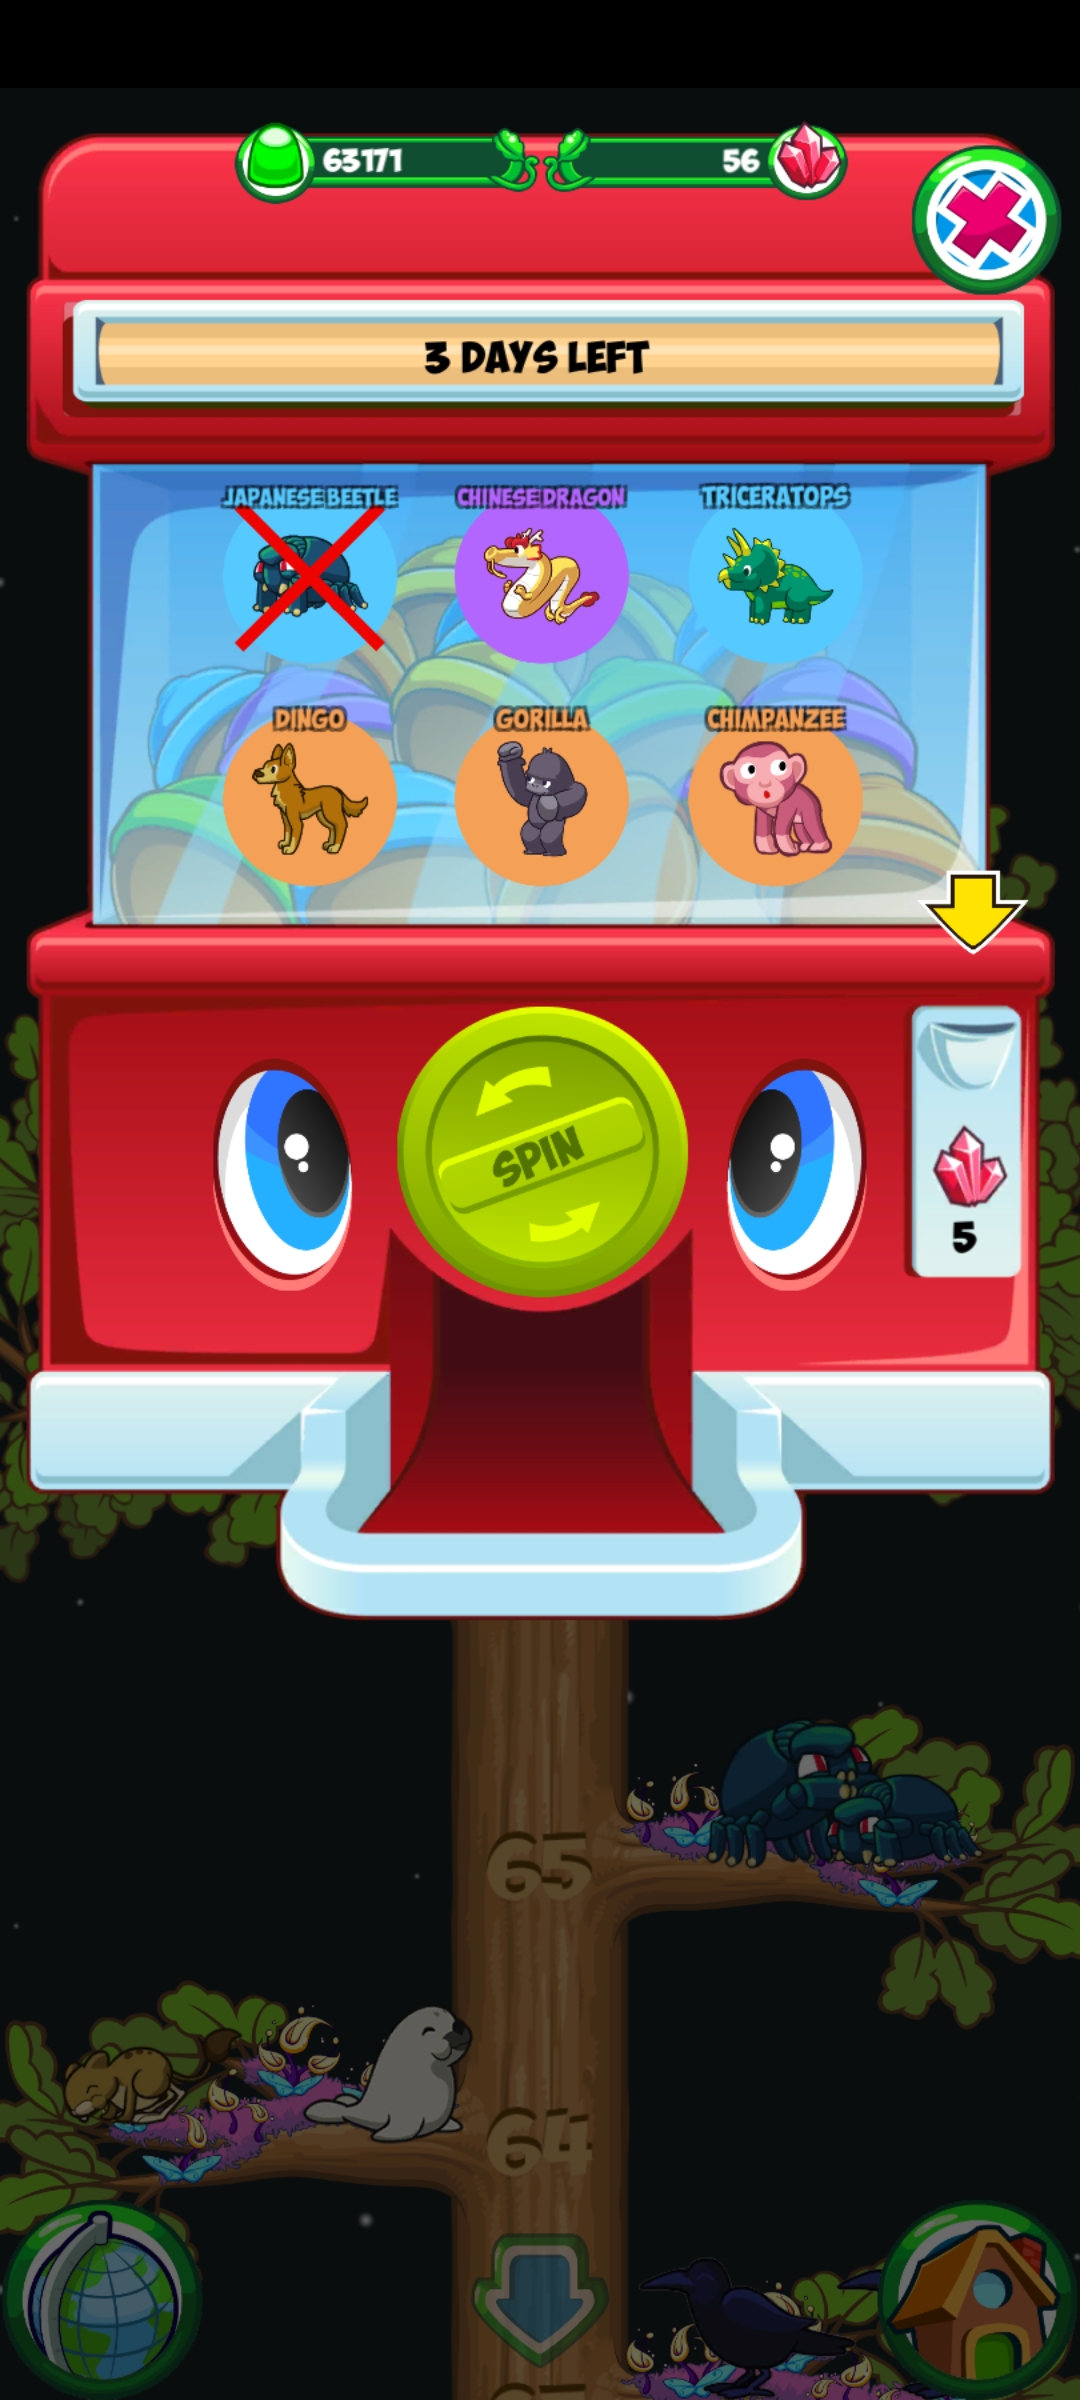 63171
56
3 DAYS LEFT
JAPANESE BEETLE
CHINESE DRAGON
TRICERATOPS
DINGO
GORILLA
CHIMPANZEE
SPIN
5
65
64